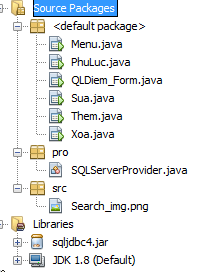 Source Packages
<default package>
Menu.java
PhuLuc.java
QLDiem_Form.java
Sua.java
Them.java
Xoa.java
pro
SQLServerProvider.java
src
Search_img.png
Libraries
sqljdbc4.jar
JDK 1.8 (Default)